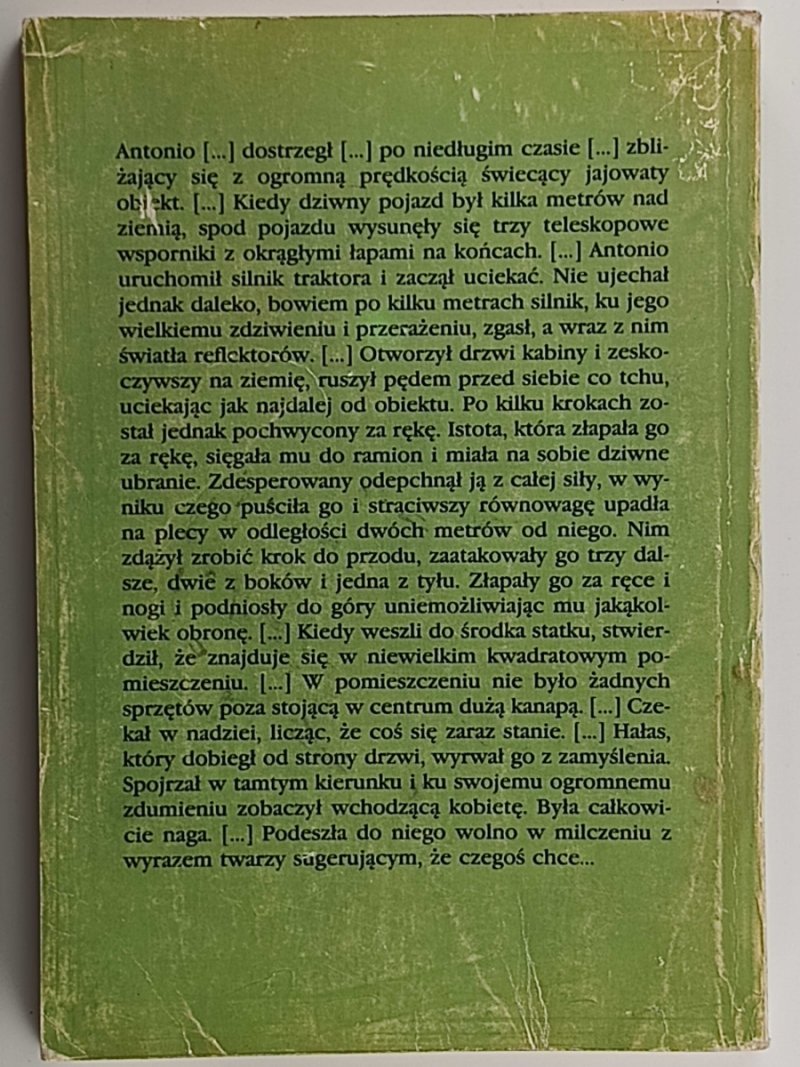 Antonio [...] dostrzegł [...] po niedługim czasie [...] zbli-
żający się z ogromną prędkością świecący jajowaty
obiekt. [...] Kiedy dziwny pojazd był kilka metrów nad
ziemią, spod pojazdu wysunęły się trzy teleskopowe
wsporniki z okrągłymi łapami na końcach. [...] Antonio
uruchomił silnik traktora i zaczął uciekać. Nie ujechał
jednak daleko, bowiem po kilku metrach silnik, ku jego
wielkiemu zdziwieniu i przerażeniu, zgasł, a wraz z nim
światła reflektorów. [...] Otworzył drzwi kabiny i zesko-
czywszy na ziemię, ruszył pędem przed siebie co tchu,
uciekając jak najdalej od obiektu. Po kilku krokach zo-
stał jednak pochwycony za rękę. Istota, która złapała go
za rękę, sięgała mu do ramion i miała na sobie dziwne
ubranie. Zdesperowany odepchnął ją z całej siły, w wy-
niku czego puściła go i straciwszy równowagę upadła
na plecy w odległości dwóch metrów od niego. Nim
zdążył zrobić krok do przodu, zaatakowały go trzy dal-
sze, dwie z boków i jedna z tyłu. Złapały go za ręce i
nogi i podniosły do góry uniemożliwiając mu jakąkol-
wiek obronę. [...] Kiedy weszli do środka statku, stwier-
dził, że znajduje się w niewielkim kwadratowym po-
mieszczeniu. [...] W pomieszczeniu nie było żadnych
sprzętów poza stojącą w centrum dużą kanapą. [...] Cze-
kał w nadziei, licząc, że coś się zaraz stanie. [...] Hałas,
który dobiegł od strony drzwi, wyrwał go z zamyślenia.
Spojrzał w tamtym kierunku i ku swojemu ogromnemu
zdumieniu zobaczył wchodzącą kobietę. Była całkowi-
cie naga. [...] Podeszła do niego wolno w milczeniu z
wyrazem twarzy sugerującym, że czegoś chce...